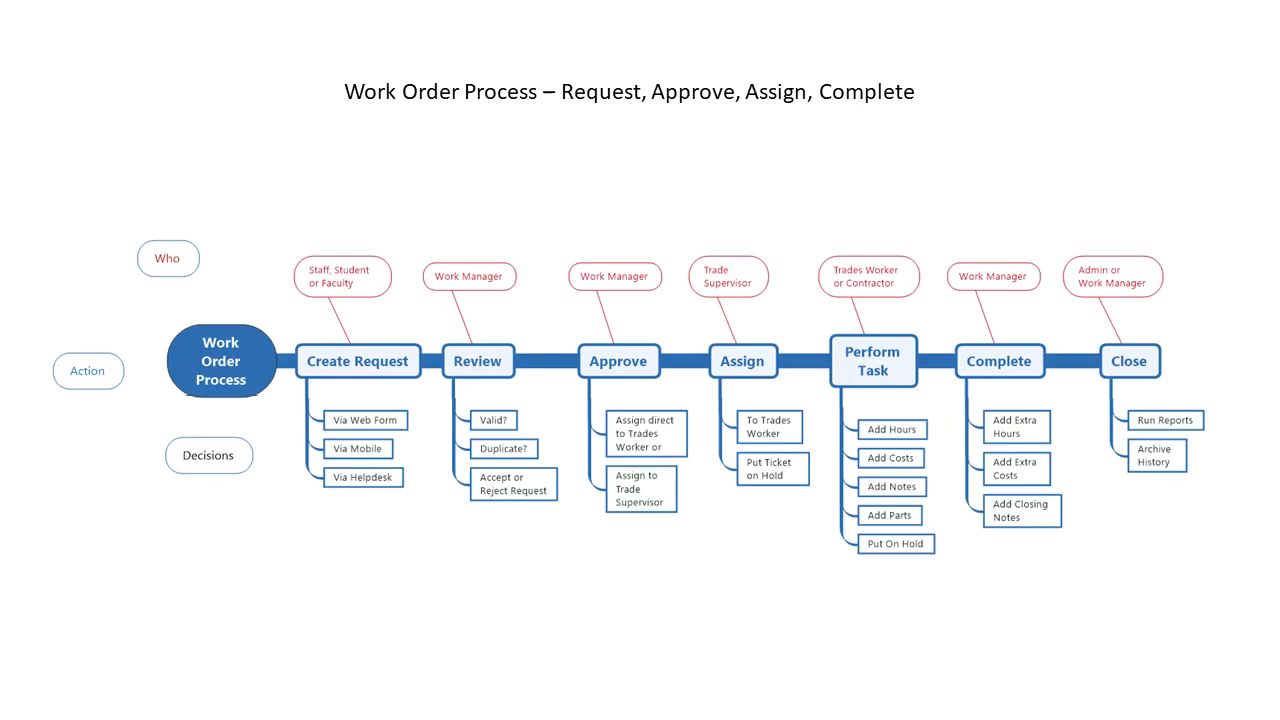 Work Order Process – Request, Approve, Assign, Complete
Who
Staff, Student
or Faculty
Work Manager
Work Manager
Trade
Supervisor
Trades Worker
or Contractor
Work Manager
Admin or
Work Manager
Action
Work
Order
Process
Create Request
Review
Approve
Assign
Perform
Task
Complete
Close
Decisions
Via Web Form
Via Mobile
Via Helpdesk
Valid?
Duplicate?
Accept or
Reject Request
Assign direct
to Trades
Worker or
Assign to
Trade
Supervisor
To Trades
Worker
Put Ticket
on Hold
Add Hours
Add Costs
Add Notes
Add Parts
Put On Hold
Add Extra
Hours
Add Extra
Costs
Add Closing
Notes
Run Reports
Archive
History